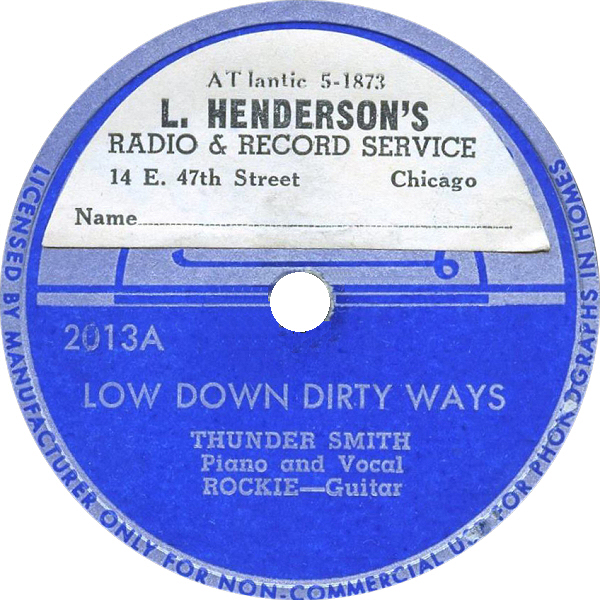 ATlantic 5-1873
L. HENDERSON'S
RADIO & RECORD SERVICE
14 E. 47th Street Chicago
Name
2013A
LOW DOWN DIRTY WAYS
THUNDER SMITH
Piano and Vocal
ROCKIE—Guitar
LICENSED BY MANUFACTURER ONLY FOR NON-COMMERCIAL USE FOR PHONOGRAPHS IN HOMES